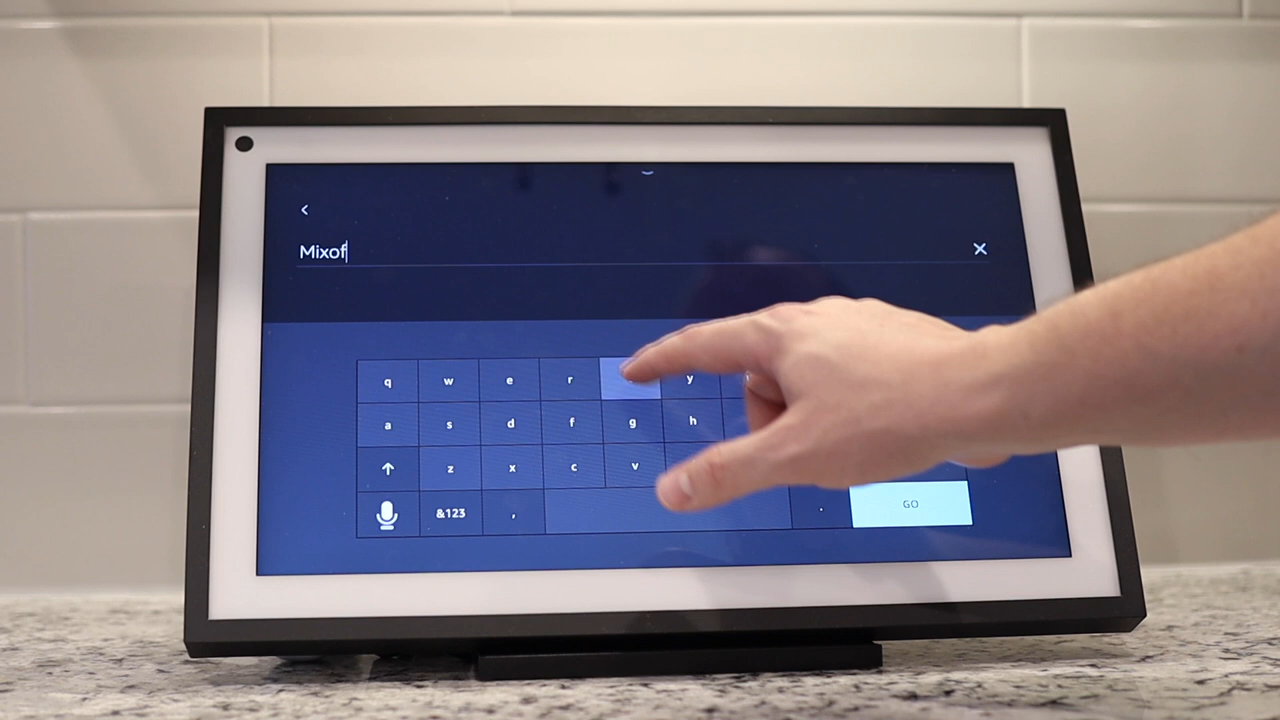 Mixof
q w e r y
a s d f g h
z x c v
&123 , . GO